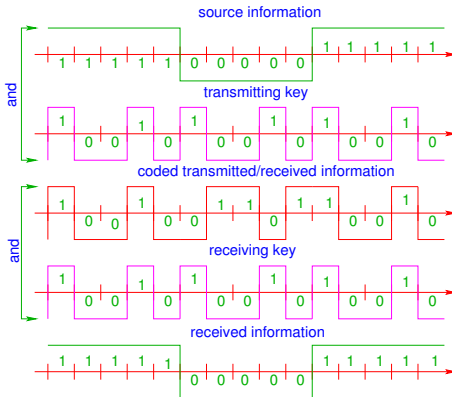 source information
1 1 1 1 1 0 0 0 0 0 1 1 1 1 1
and
transmitting key
1 0 0 1 0 1 0 0 1 0 1 0 0 1 0
coded transmitted/received information
1 0 0 1 0 0 1 1 0 1 1 0 0 1 0
and
receiving key
1 0 0 1 0 1 0 0 1 0 1 0 0 1 0
received information
1 1 1 1 1 0 0 0 0 0 1 1 1 1 1